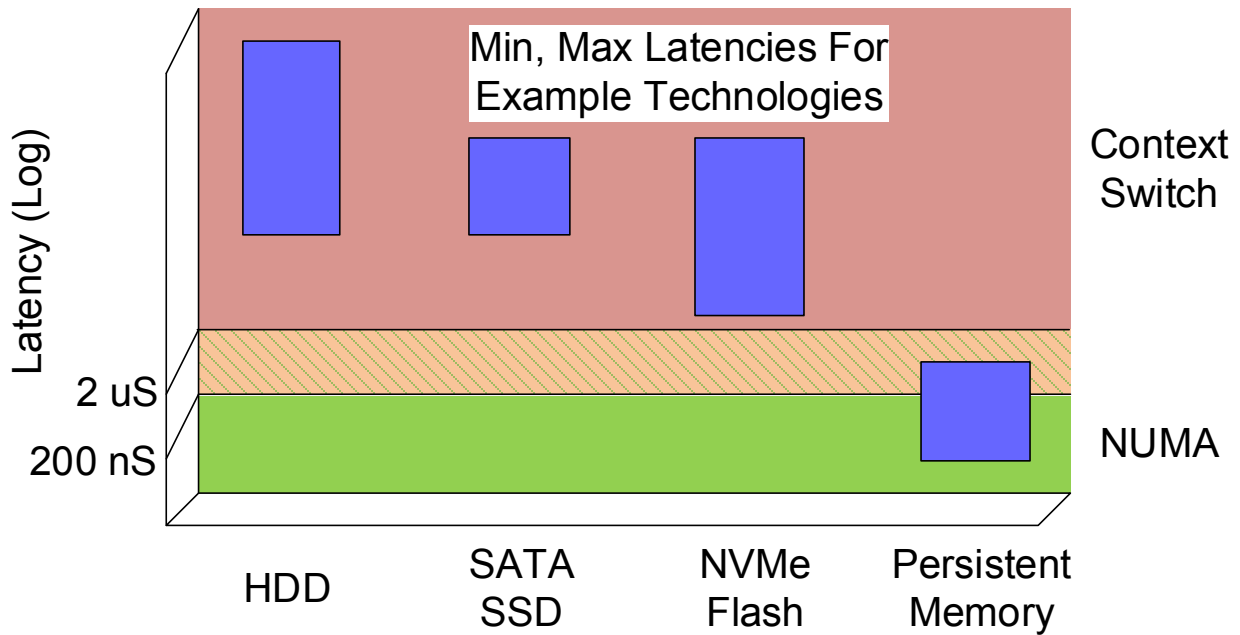 Min, Max Latencies For
Example Technologies
Latency (Log)
Context
Switch
2 uS
200 nS
NUMA
HDD
SATA
SSD
NVMe
Flash
Persistent
Memory